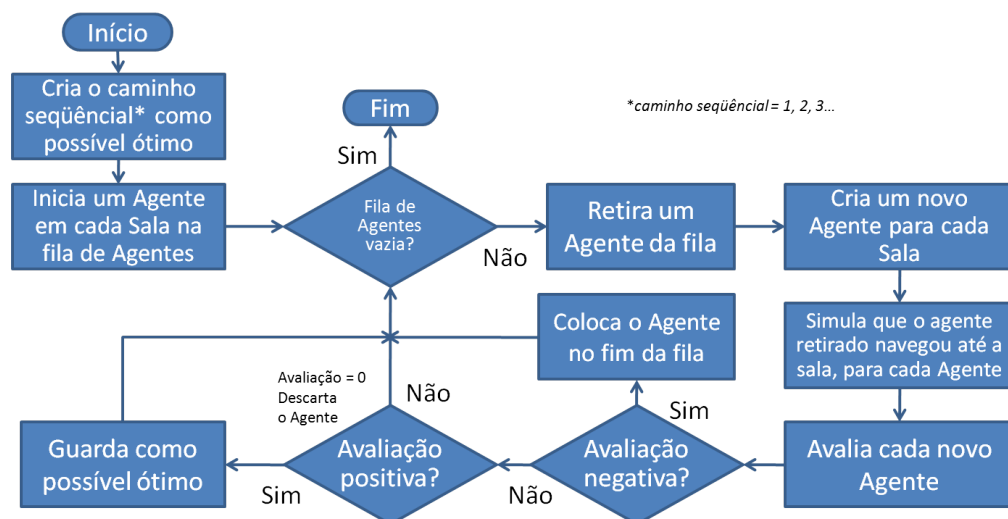 Início
Cria o caminho
seqüêncial* como
possível ótimo
Inicia um Agente
em cada Sala na
fila de Agentes
Fim
*caminho seqüêncial = 1, 2, 3...
Sim
Fila de
Agentes
vazia?
Não
Retira um
Agente da fila
Cria um novo
Agente para cada
Sala
Simula que o agente
retirado navegou até a
sala, para cada Agente
Avalia cada novo
Agente
Avaliação
negativa?
Sim
Coloca o Agente
no fim da fila
Não
Avaliação
positiva?
Não
Avaliação = 0
Descarta
o Agente
Sim
Guarda como
possível ótimo